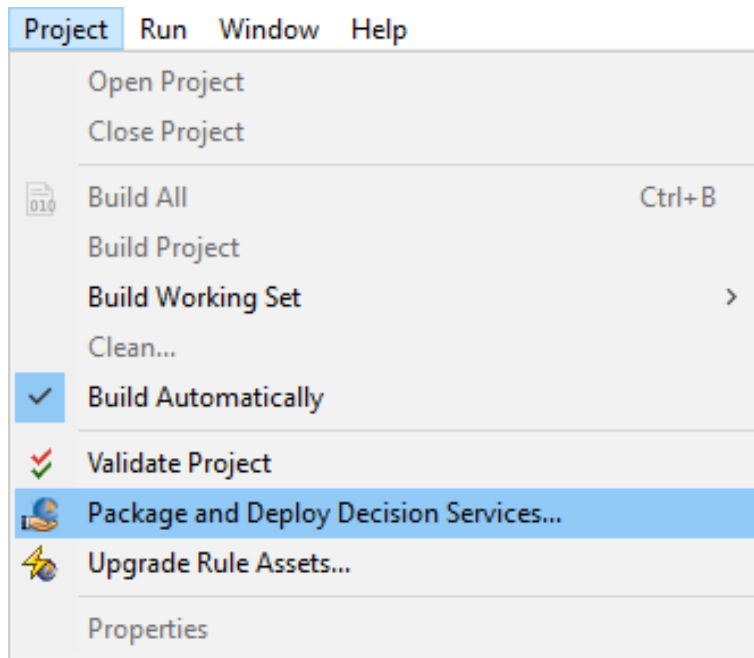 Project Run Window Help
Open Project
Close Project
Build All Ctrl+B
Build Project
Build Working Set >
Clean...
Build Automatically
Validate Project
Package and Deploy Decision Services...
Upgrade Rule Assets...
Properties